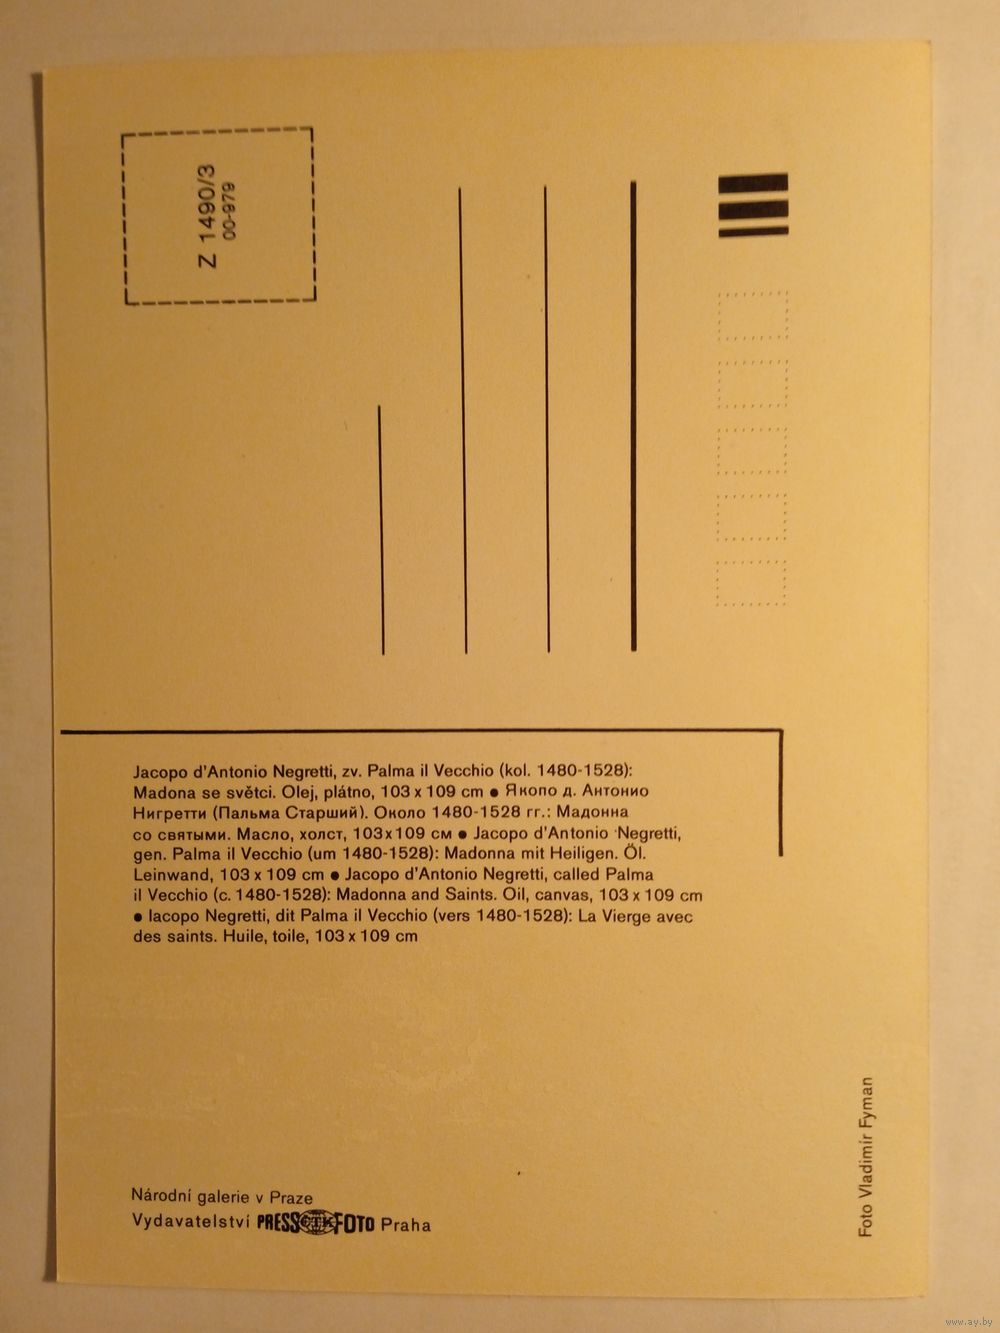 Z 1490/3
00-979
Jacopo d'Antonio Negretti, zv. Palma il Vecchio (kol. 1480-1528):
Madona se světci. Olej, plátno, 103 x 109 cm ● Якопо д. Антонио
Нигретти (Пальма Старший). Около 1480-1528 гг.: Мадонна
со святыми. Масло, холст, 103x109 см ● Jacopo d'Antonio Negretti,
gen. Palma il Vecchio (um 1480-1528): Madonna mit Heiligen. Öl.
Leinwand, 103 x 109 cm ● Jacopo d'Antonio Negretti, called Palma
il Vecchio (c. 1480-1528): Madonna and Saints. Oil, canvas, 103 x 109 cm
● Iacopo Negretti, dit Palma il Vecchio (vers 1480-1528): La Vierge avec
des saints. Huile, toile, 103 x 109 cm
Foto Vladimír Fyman
Národní galerie v Praze
Vydavatelství PRESS ČTK FOTO Praha
www.ay.by